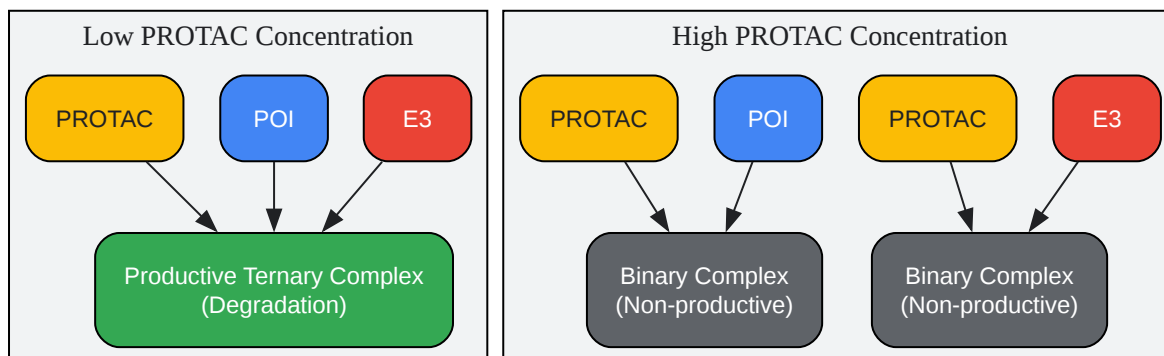 Low PROTAC Concentration
PROTAC
POI
E3
Productive Ternary Complex
(Degradation)
High PROTAC Concentration
PROTAC
POI
PROTAC
E3
Binary Complex
(Non-productive)
Binary Complex
(Non-productive)